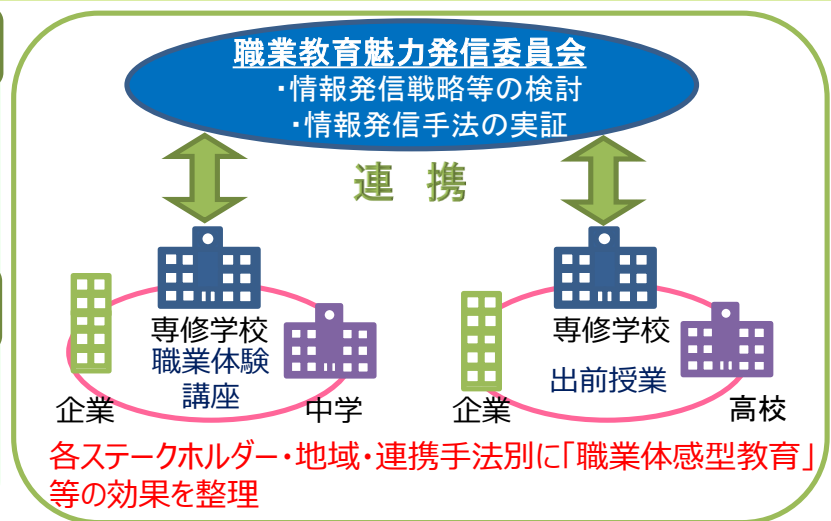 職業教育魅力発信委員会
・情報発信戦略等の検討
・情報発信手法の実証
連 携
専修学校
職業体験
講座
企業
中学
専修学校
出前授業
企業
高校
各ステークホルダー・地域・連携手法別に「職業体感型教育」
等の効果を整理